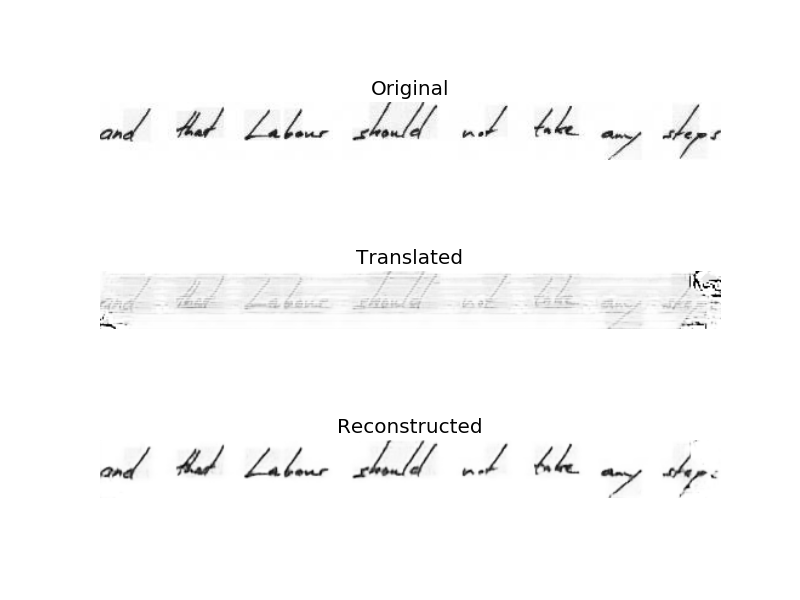 Original
and that Labour should not take any steps
Translated
and that Labour should not take any step
Reconstructed
and that Labour should not take any steps